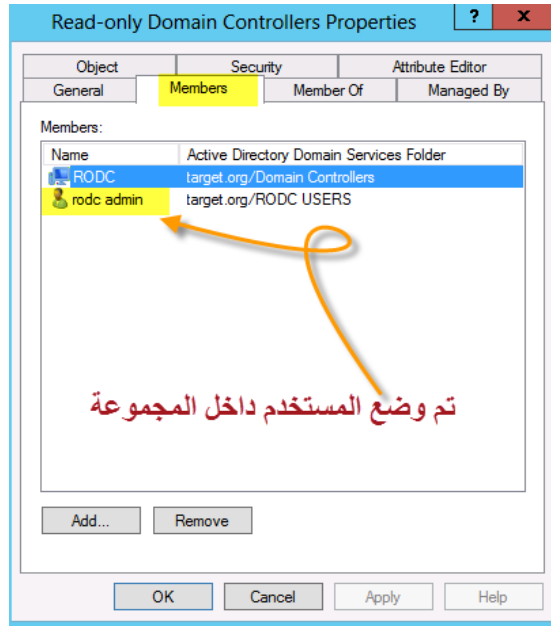 Read-only Domain Controllers Properties
? x
Object Security Attribute Editor
General Members Member Of Managed By
Members:
Name Active Directory Domain Services Folder
RODC target.org/Domain Controllers
rodc admin target.org/RODC USERS
تم وضع المستخدم داخل المجموعة
Add... Remove
OK Cancel Apply Help